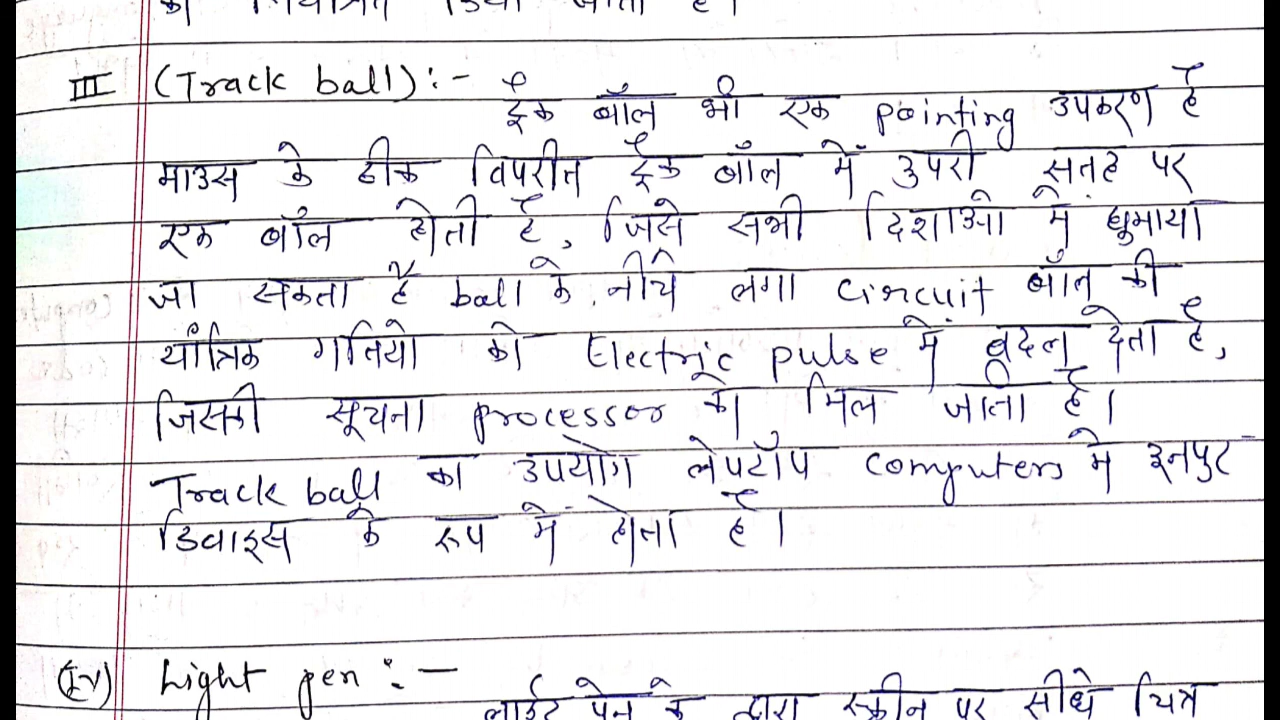 को नियंत्रित किया जाता है।
III (Track ball):-
ट्रैक बॉल भी एक pointing उपकरण है
माउस के ठीक विपरीत ट्रैक बॉल में उपरी सतह पर
एक बॉल होती है, जिसे सभी दिशाओ में घुमाया
जा सकता है ball के नीचे लगा circuit बॉल की
यांत्रिक गतियो को Electric pulse में बदल देता है,
जिसकी सूचना processor को मिल जाती है।
Track ball का उपयोग लेपटॉप computers मे इनपुट
डिवाइस के रूप में होता है।
(iv) Light pen :-
लाईट पेन के द्वारा स्क्रीन पर सीधे चित्र